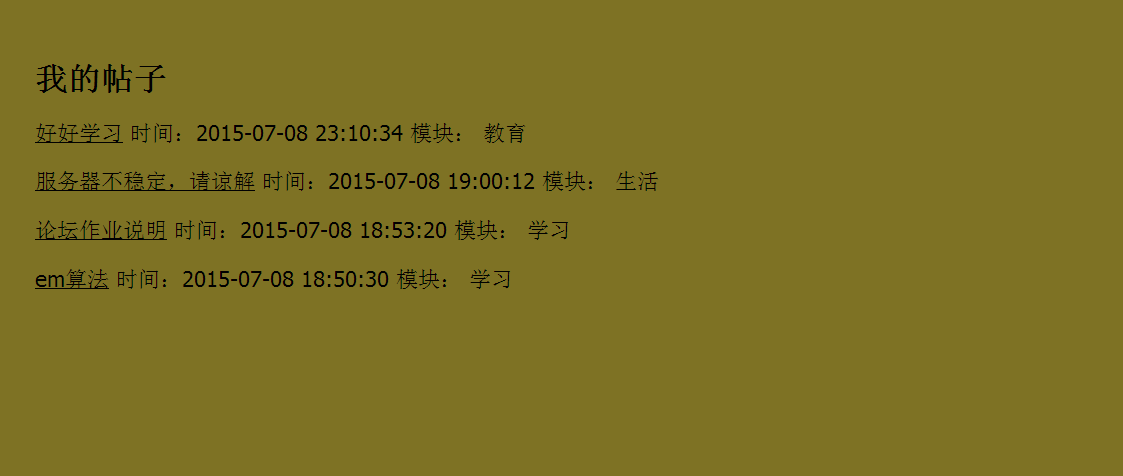 我的帖子
好好学习 时间：2015-07-08 23:10:34 模块： 教育
服务器不稳定，请谅解 时间：2015-07-08 19:00:12 模块： 生活
论坛作业说明 时间：2015-07-08 18:53:20 模块： 学习
em算法 时间：2015-07-08 18:50:30 模块： 学习